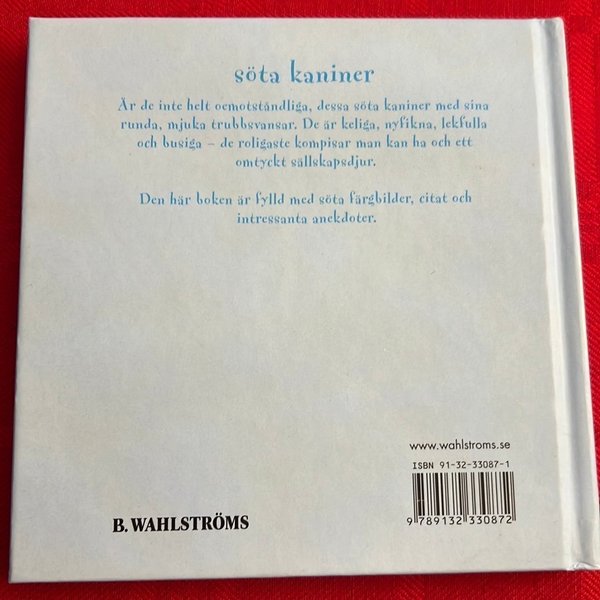 söta kaniner
Är de inte helt oemotståndliga, dessa söta kaniner med sina
runda, mjuka trubbsvansar. De är keliga, nyfikna, lekfulla
och busiga – de roligaste kompisar man kan ha och ett
omtyckt sällskapsdjur.
Den här boken är fylld med söta färgbilder, citat och
intressanta anekdoter.
www.wahlstroms.se
ISBN 91-32-33087-1
9 789132 330872
B. WAHLSTRÖMS